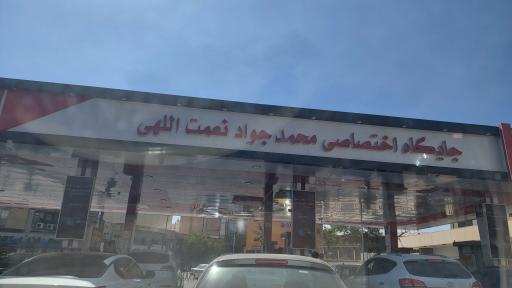 جایگاه اختصاصی محمد جواد نعمت اللهی